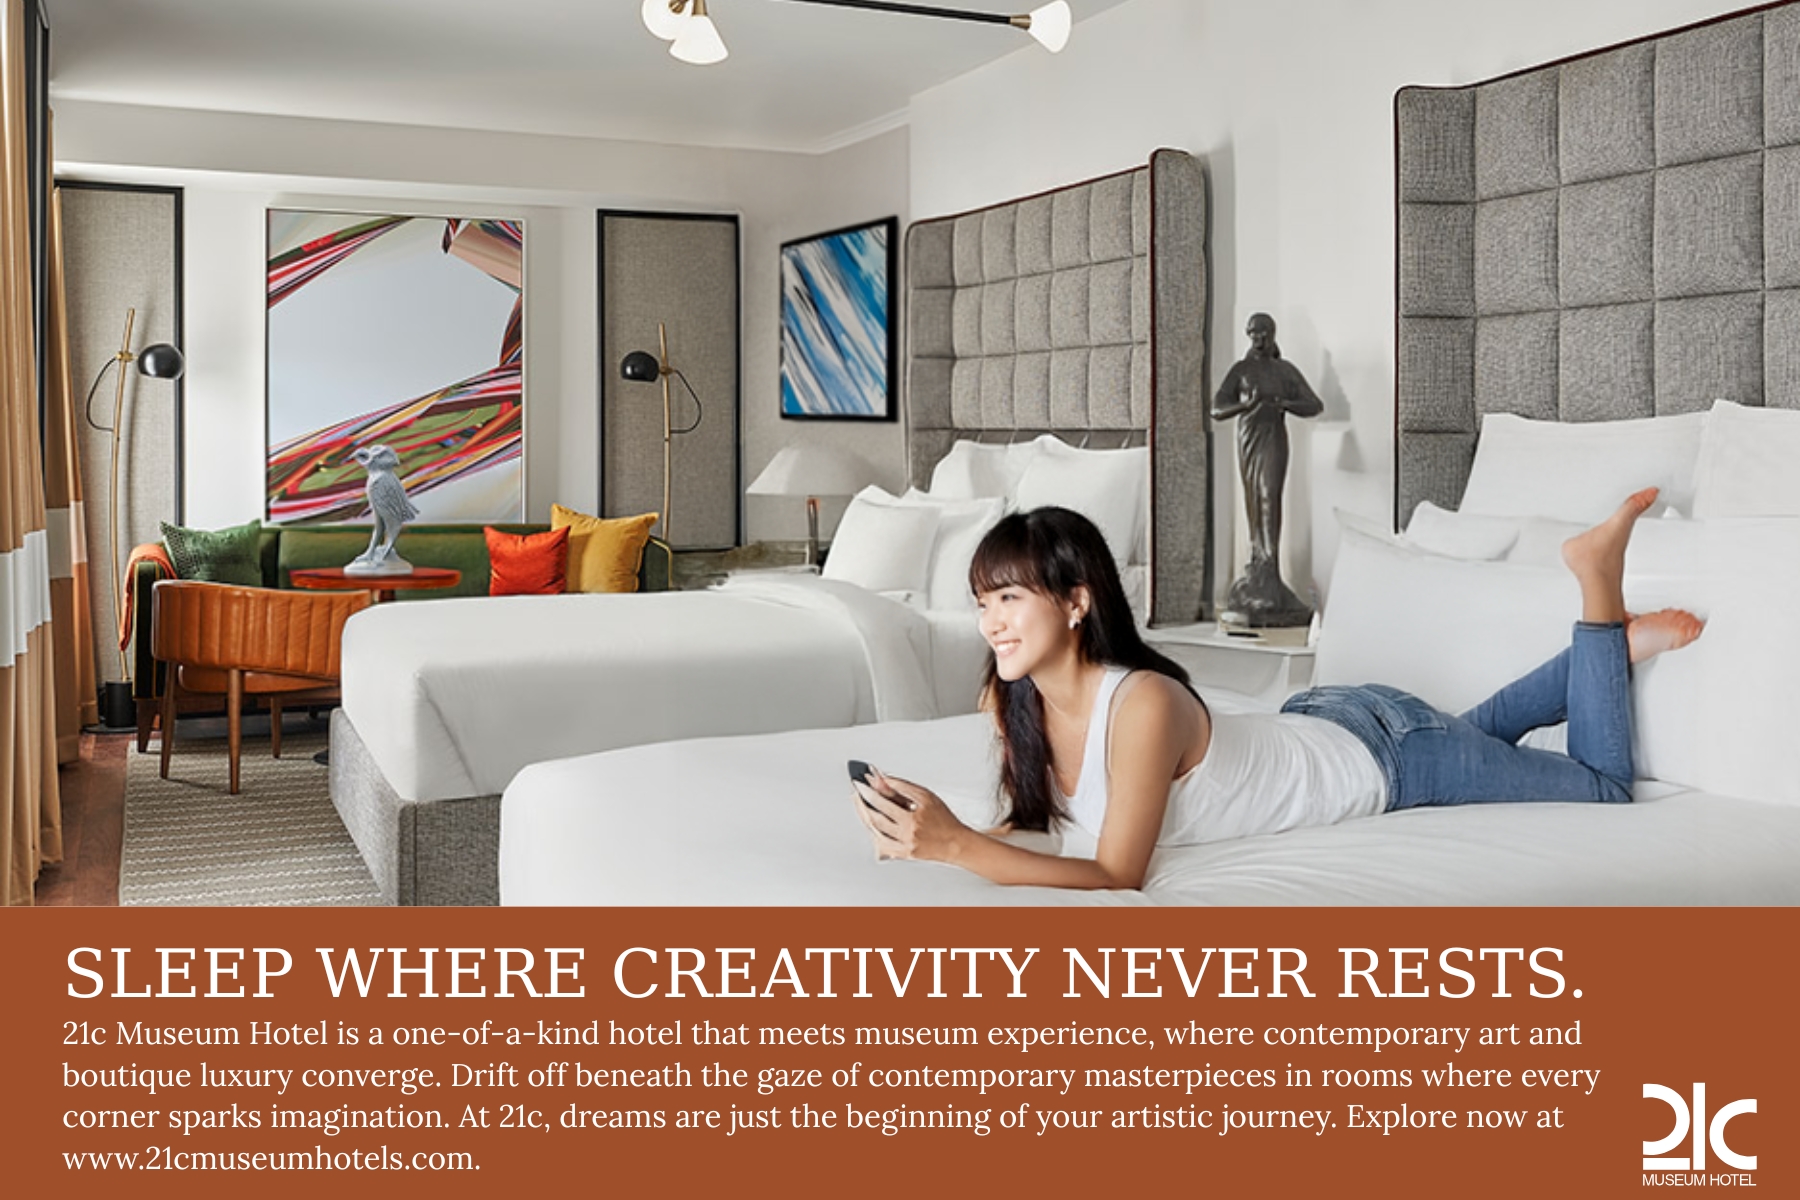 SLEEP WHERE CREATIVITY NEVER RESTS.
21c Museum Hotel is a one-of-a-kind hotel that meets museum experience, where contemporary art and
boutique luxury converge. Drift off beneath the gaze of contemporary masterpieces in rooms where every
corner sparks imagination. At 21c, dreams are just the beginning of your artistic journey. Explore now at
www.21cmuseumhotels.com.
21c
MUSEUM HOTEL